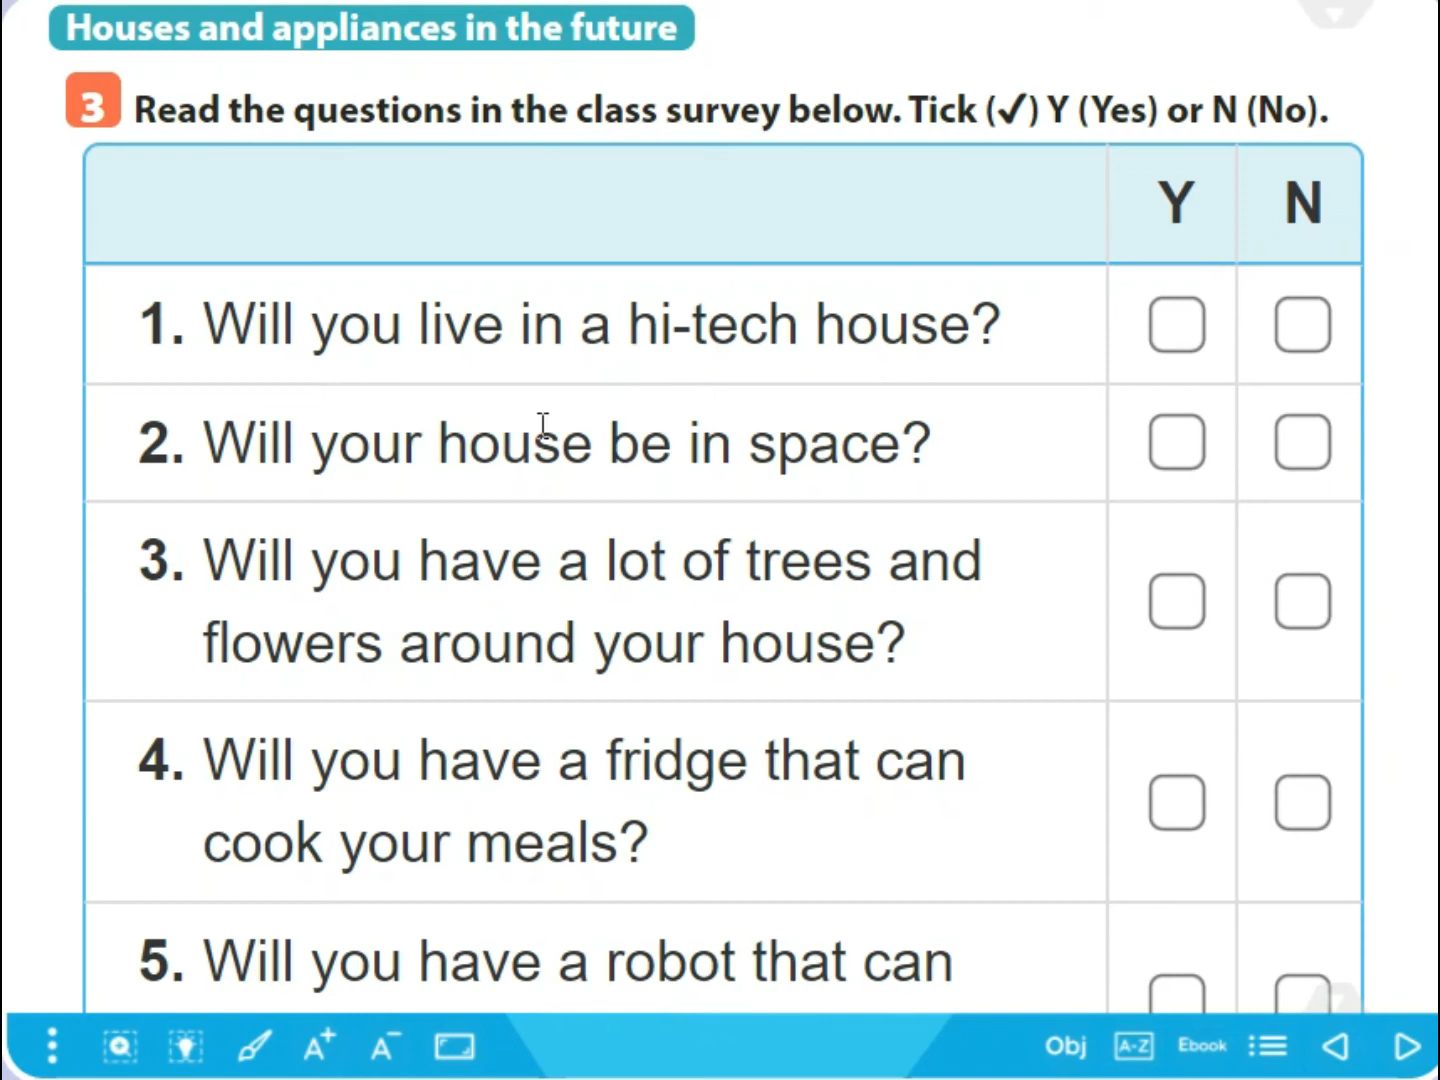 Houses and appliances in the future
3 Read the questions in the class survey below. Tick (✓) Y (Yes) or N (No).
Y N
1. Will you live in a hi-tech house?
2. Will your house be in space?
3. Will you have a lot of trees and
flowers around your house?
4. Will you have a fridge that can
cook your meals?
5. Will you have a robot that can
A+ A- Obj A-Z Ebook